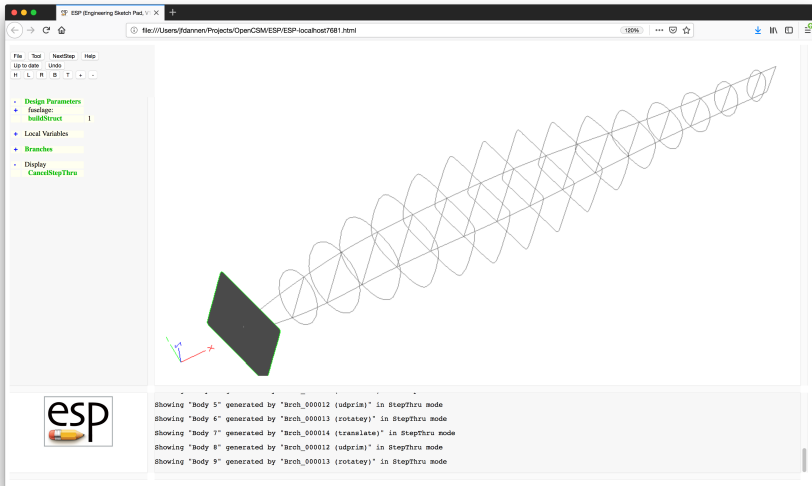 ESP (Engineering Sketch Pad, V
file:///Users/jfdannen/Projects/OpenCSM/ESP/ESP-localhost7681.html
120%
File Tool NextStep Help
Up to date Undo
H L R B T + -
- Design Parameters
+ fuselage:
buildStruct 1
+ Local Variables
+ Branches
- Display
CancelStepThru
X
esp
Showing "Body 5" generated by "Brch_000012 (udprim)" in StepThru mode
Showing "Body 6" generated by "Brch_000013 (rotatey)" in StepThru mode
Showing "Body 7" generated by "Brch_000014 (translate)" in StepThru mode
Showing "Body 8" generated by "Brch_000012 (udprim)" in StepThru mode
Showing "Body 9" generated by "Brch_000013 (rotatey)" in StepThru mode